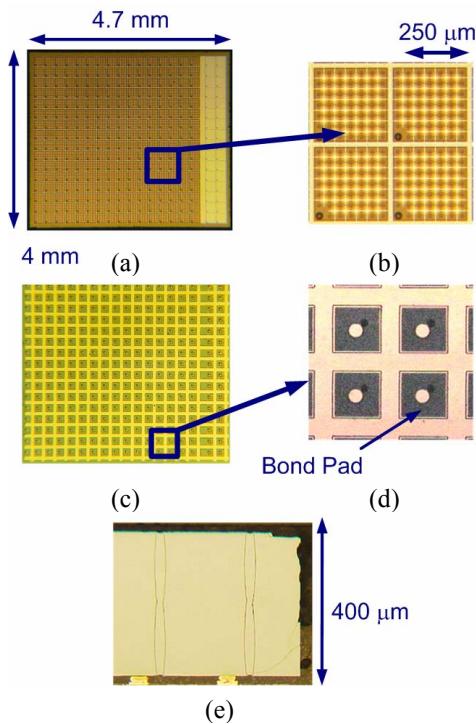 4.7 mm
250 μm
4 mm
(a)
(b)
Bond Pad
(c)
(d)
400 μm
(e)